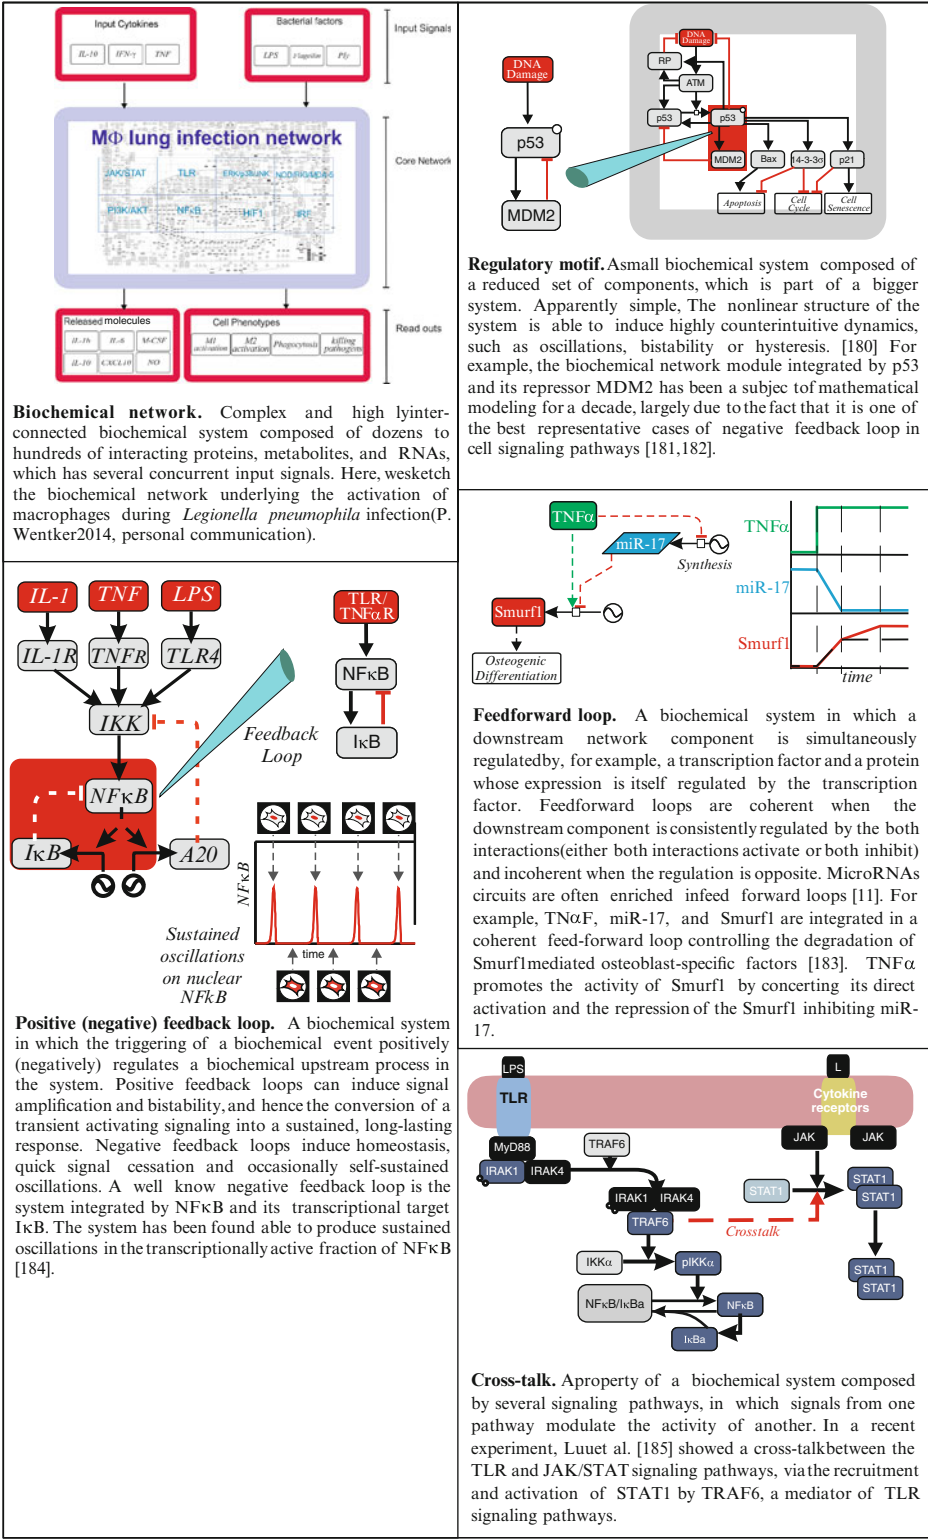 Input Cytokines
IL-10 IFN-γ TNF
Bacterial factors
LPS Flagellin Ply
Input Signals
MΦ lung infection network
JAK/STAT TLR ERK/p38/JNK
PI3K/AKT NFκB HIF1 IRF
Core Network
Released molecules
IL-1b IL-6 M-CSF
IL-10 CXCL10 NO
Cell Phenotypes
M1 activation M2 activation Phagocytosis killing pathogens
Read outs
Biochemical network. Complex and high lyinter-
connected biochemical system composed of dozens to
hundreds of interacting proteins, metabolites, and RNAs,
which has several concurrent input signals. Here, wesketch
the biochemical network underlying the activation of
macrophages during Legionella pneumophila infection(P.
Wentker2014, personal communication).
IL-1 TNF LPS
IL-1R TNFR TLR4
IKK
NFκB
IκB A20
TLR/
TNFαR
NFκB
IκB
Feedback
Loop
NFκB
time
Sustained
oscillations
on nuclear
NFkB
Positive (negative) feedback loop. A biochemical system
in which the triggering of a biochemical event positively
(negatively) regulates a biochemical upstream process in
the system. Positive feedback loops can induce signal
amplification and bistability, and hence the conversion of a
transient activating signaling into a sustained, long-lasting
response. Negative feedback loops induce homeostasis,
quick signal cessation and occasionally self-sustained
oscillations. A well know negative feedback loop is the
system integrated by NFκB and its transcriptional target
IκB. The system has been found able to produce sustained
oscillations in the transcriptionally active fraction of NFκB
[184].
DNA
Damage
p53
MDM2
DNA
Damage
RP
ATM
p53 p53
MDM2 Bax 14-3-3σ p21
Apoptosis Cell Cycle Cell Senescence
Regulatory motif. Asmall biochemical system composed of
a reduced set of components, which is part of a bigger
system. Apparently simple, The nonlinear structure of the
system is able to induce highly counterintuitive dynamics,
such as oscillations, bistability or hysteresis. [180] For
example, the biochemical network module integrated by p53
and its repressor MDM2 has been a subjec tof mathematical
modeling for a decade, largely due to the fact that it is one of
the best representative cases of negative feedback loop in
cell signaling pathways [181,182].
TNFα
miR-17
Synthesis
Smurf1
Osteogenic
Differentiation
TNFα
miR-17
Smurf1
time
Feedforward loop. A biochemical system in which a
downstream network component is simultaneously
regulatedby, for example, a transcription factor and a protein
whose expression is itself regulated by the transcription
factor. Feedforward loops are coherent when the
downstream component is consistently regulated by the both
interactions(either both interactions activate or both inhibit)
and incoherent when the regulation is opposite. MicroRNAs
circuits are often enriched infeed forward loops [11]. For
example, TNαF, miR-17, and Smurf1 are integrated in a
coherent feed-forward loop controlling the degradation of
Smurf1mediated osteoblast-specific factors [183]. TNFα
promotes the activity of Smurf1 by concerting its direct
activation and the repression of the Smurf1 inhibiting miR-
17.
LPS
TLR
MyD88
IRAK1 IRAK4
TRAF6
IRAK1 IRAK4
TRAF6
Crosstalk
IKKα pIKKα
NFκB/IκBa NFκB
IκBa
L
Cytokine
receptors
JAK JAK
STAT1
STAT1
STAT1
STAT1
STAT1
Cross-talk. Aproperty of a biochemical system composed
by several signaling pathways, in which signals from one
pathway modulate the activity of another. In a recent
experiment, Luuet al. [185] showed a cross-talkbetween the
TLR and JAK/STAT signaling pathways, via the recruitment
and activation of STAT1 by TRAF6, a mediator of TLR
signaling pathways.